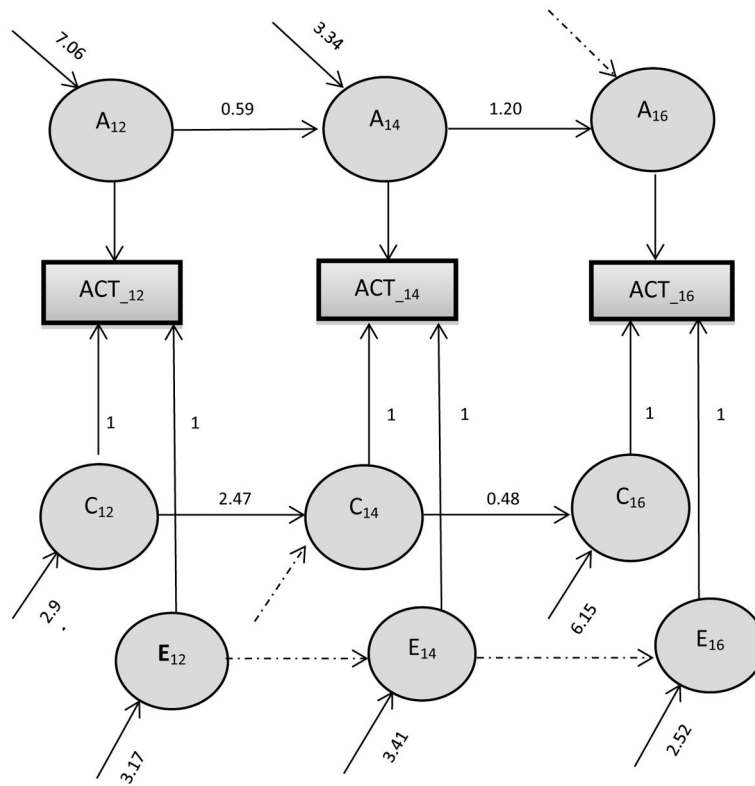 7.06
3.34
A12
0.59
A14
1.20
A16
ACT_12
ACT_14
ACT_16
1
1
1
1
1
1
C12
2.47
C14
0.48
C16
2.9
6.15
E12
E14
E16
3.17
3.41
2.52